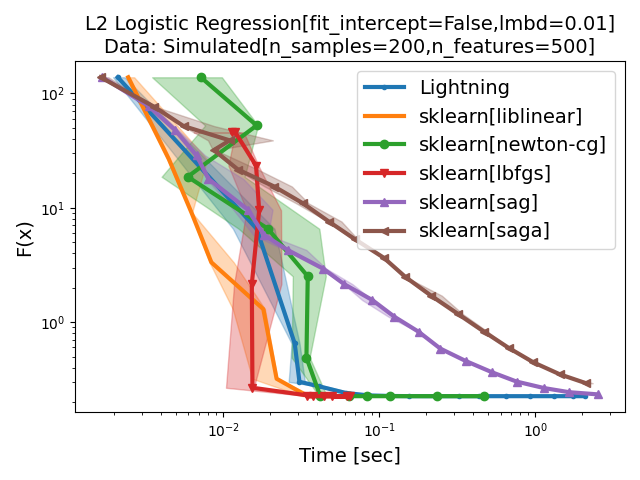 L2 Logistic Regression[fit_intercept=False,lmbd=0.01]
Data: Simulated[n_samples=200,n_features=500]
Lightning
sklearn[liblinear]
sklearn[newton-cg]
sklearn[lbfgs]
sklearn[sag]
sklearn[saga]
F(x)
10²
10¹
10⁰
10⁻²
10⁻¹
10⁰
Time [sec]